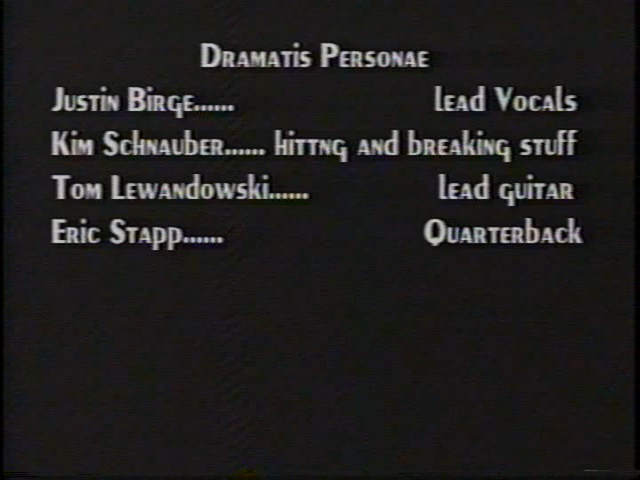 Dramatis Personae
Justin Birge...... Lead Vocals
Kim Schnauber...... hittng and breaking stuff
Tom Lewandowski...... lead guitar
Eric Stapp...... Quarterback